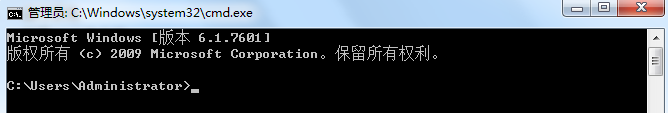 管理员: C:\Windows\system32\cmd.exe
Microsoft Windows [版本 6.1.7601]
版权所有 (c) 2009 Microsoft Corporation。保留所有权利。
C:\Users\Administrator>_